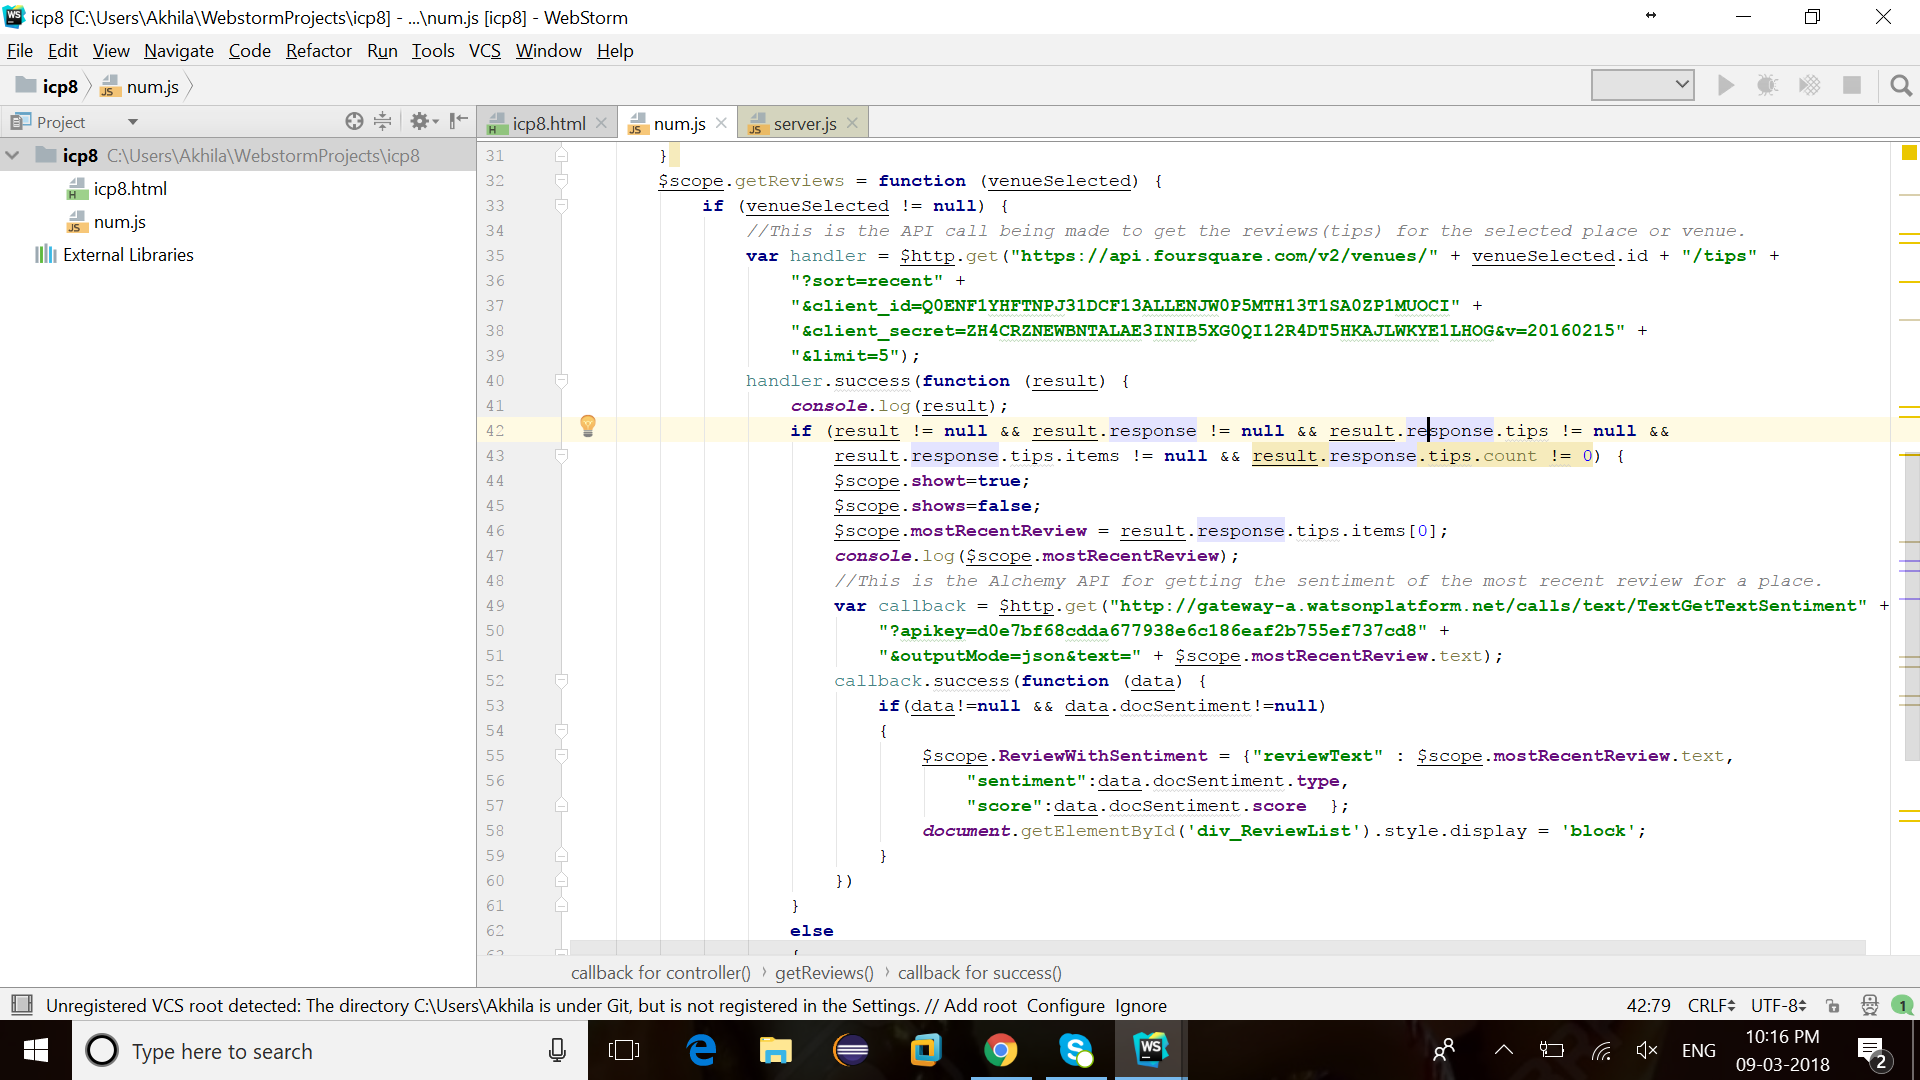 icp8 [C:\Users\Akhila\WebstormProjects\icp8] - ...\num.js [icp8] - WebStorm
File Edit View Navigate Code Refactor Run Tools VCS Window Help
icp8 num.js
Project
icp8.html num.js server.js
icp8 C:\Users\Akhila\WebstormProjects\icp8
icp8.html
num.js
External Libraries
31 }
32 $scope.getReviews = function (venueSelected) {
33 if (venueSelected != null) {
34 //This is the API call being made to get the reviews(tips) for the selected place or venue.
35 var handler = $http.get("https://api.foursquare.com/v2/venues/" + venueSelected.id + "/tips" +
36 "?sort=recent" +
37 "&client_id=Q0ENF1YHFTNPJ31DCF13ALLENJW0P5MTH13T1SA0ZP1MUOCI" +
38 "&client_secret=ZH4CRZNEWBNTALAE3INIB5XG0QI12R4DT5HKAJLWKYE1LHOG&v=20160215" +
39 "&limit=5");
40 handler.success(function (result) {
41 console.log(result);
42 if (result != null && result.response != null && result.response.tips != null &&
43 result.response.tips.items != null && result.response.tips.count != 0) {
44 $scope.showt=true;
45 $scope.shows=false;
46 $scope.mostRecentReview = result.response.tips.items[0];
47 console.log($scope.mostRecentReview);
48 //This is the Alchemy API for getting the sentiment of the most recent review for a place.
49 var callback = $http.get("http://gateway-a.watsonplatform.net/calls/text/TextGetTextSentiment" +
50 "?apikey=d0e7bf68cdda677938e6c186eaf2b755ef737cd8" +
51 "&outputMode=json&text=" + $scope.mostRecentReview.text);
52 callback.success(function (data) {
53 if(data!=null && data.docSentiment!=null)
54 {
55 $scope.ReviewWithSentiment = {"reviewText" : $scope.mostRecentReview.text,
56 "sentiment":data.docSentiment.type,
57 "score":data.docSentiment.score };
58 document.getElementById('div_ReviewList').style.display = 'block';
59 }
60 })
61 }
62 else
callback for controller() › getReviews() › callback for success()
Unregistered VCS root detected: The directory C:\Users\Akhila is under Git, but is not registered in the Settings. // Add root Configure Ignore
42:79 CRLF UTF-8 1
Type here to search
ENG
10:16 PM
09-03-2018
2